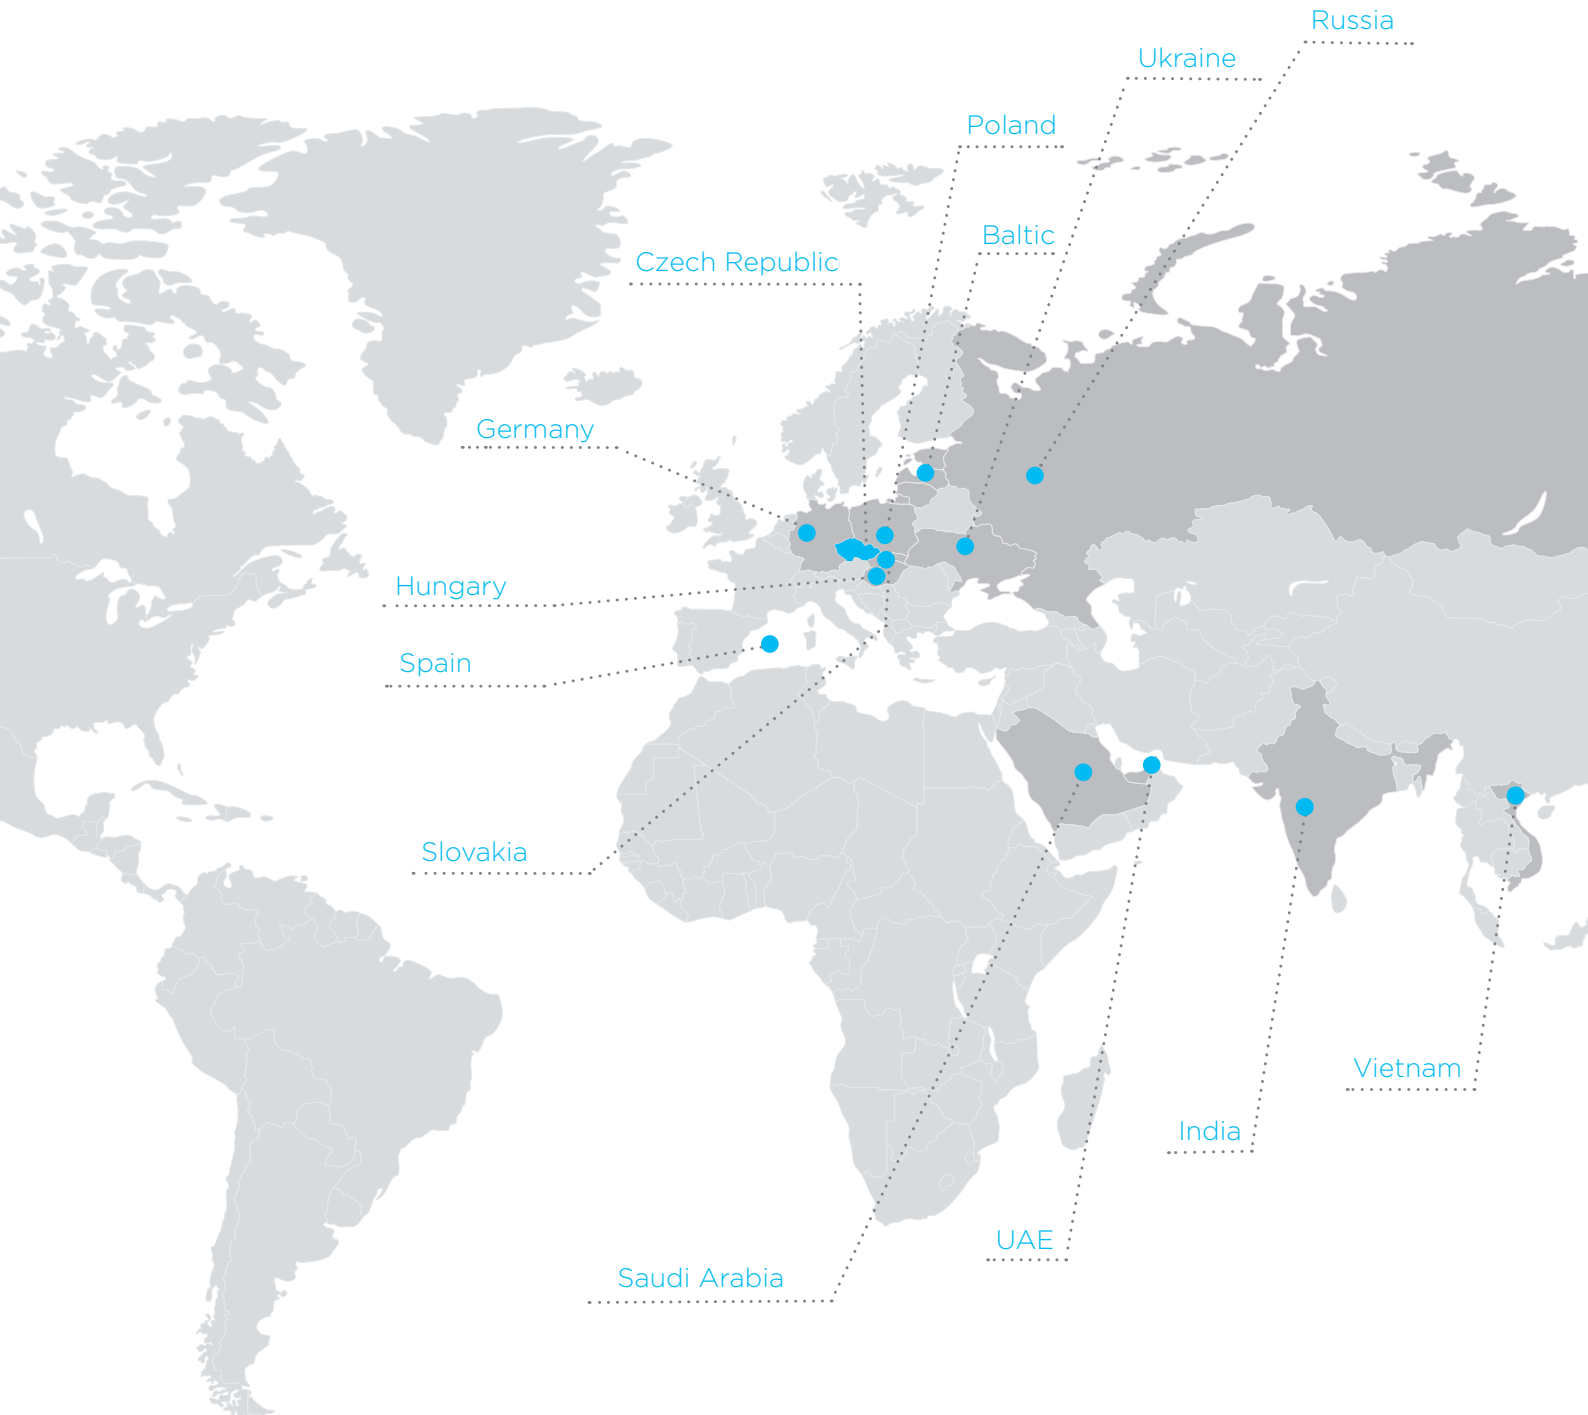 Russia
Ukraine
Poland
Baltic
Czech Republic
Germany
Hungary
Spain
Slovakia
Vietnam
India
UAE
Saudi Arabia